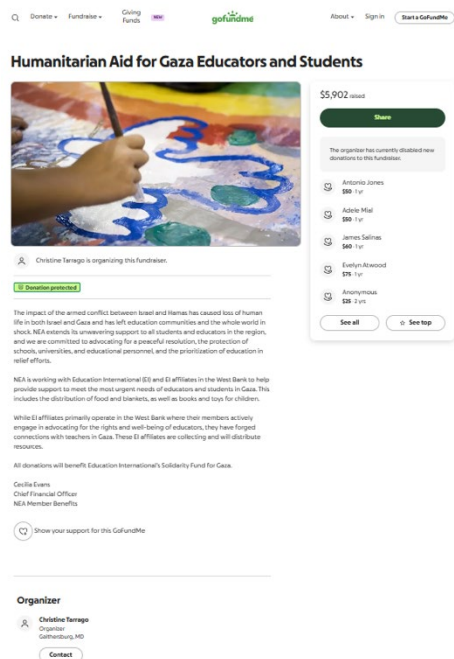 Donate
Fundraise
Giving
Funds
NEW
gofundme
About
Sign in
Start a GoFundMe
Humanitarian Aid for Gaza Educators and Students
Christine Tarrago is organizing this fundraiser.
Donation protected
The impact of the armed conflict between Israel and Hamas has caused loss of human
life in both Israel and Gaza and has left education communities and the whole world in
shock. NEA extends its unwavering support to all students and educators in the region,
and we are committed to advocating for a peaceful resolution, the protection of
schools, universities, and educational personnel, and the prioritization of education in
relief efforts.
NEA is working with Education International (EI) and EI affiliates in the West Bank to help
provide support to meet the most urgent needs of educators and students in Gaza. This
includes the distribution of food and blankets, as well as books and toys for children.
While EI affiliates primarily operate in the West Bank where their members actively
engage in advocating for the rights and well-being of educators, they have forged
connections with teachers in Gaza. These EI affiliates are collecting and will distribute
resources.
All donations will benefit Education International's Solidarity Fund for Gaza.
Cecilia Evans
Chief Financial Officer
NEA Member Benefits
Show your support for this GoFundMe
Organizer
Christine Tarrago
Organizer
Gaithersburg, MD
Contact
$5,902 raised
Share
The organiser has currently disabled new
donations to this fundraiser.
Antonio Jones
$50 · 1 yr
Adele Mial
$50 · 1 yr
James Salinas
$60 · 1 yr
Evelyn Atwood
$75 · 1 yr
Anonymous
$25 · 2 yrs
See all
See top